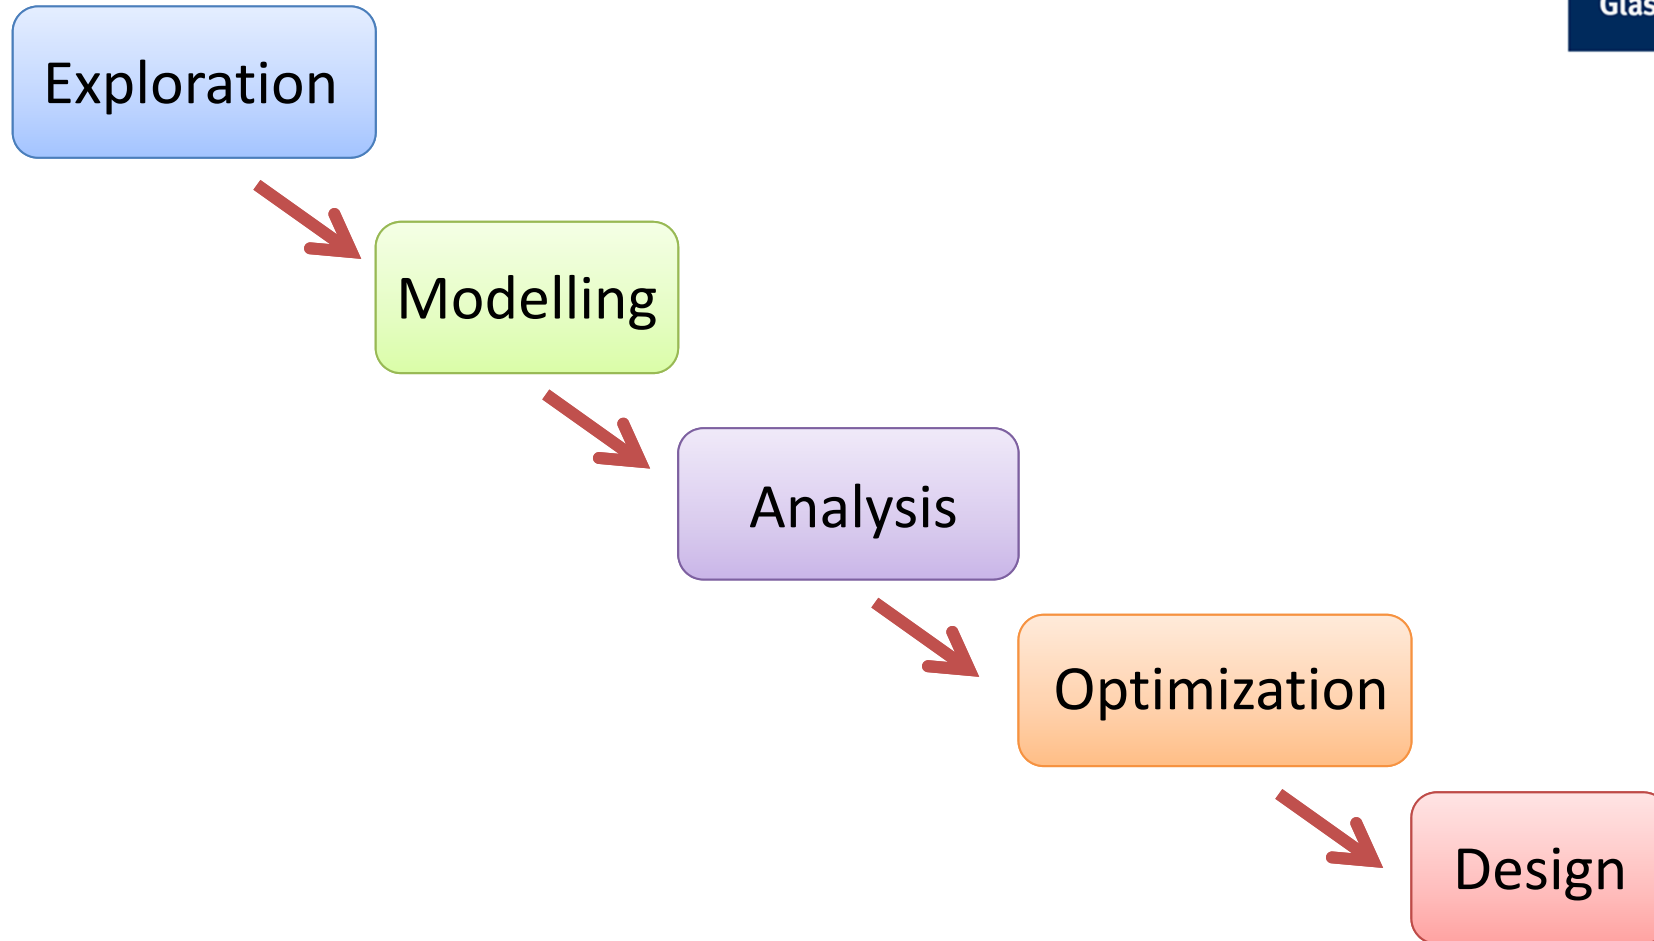 Exploration
Modelling
Analysis
Optimization
Design